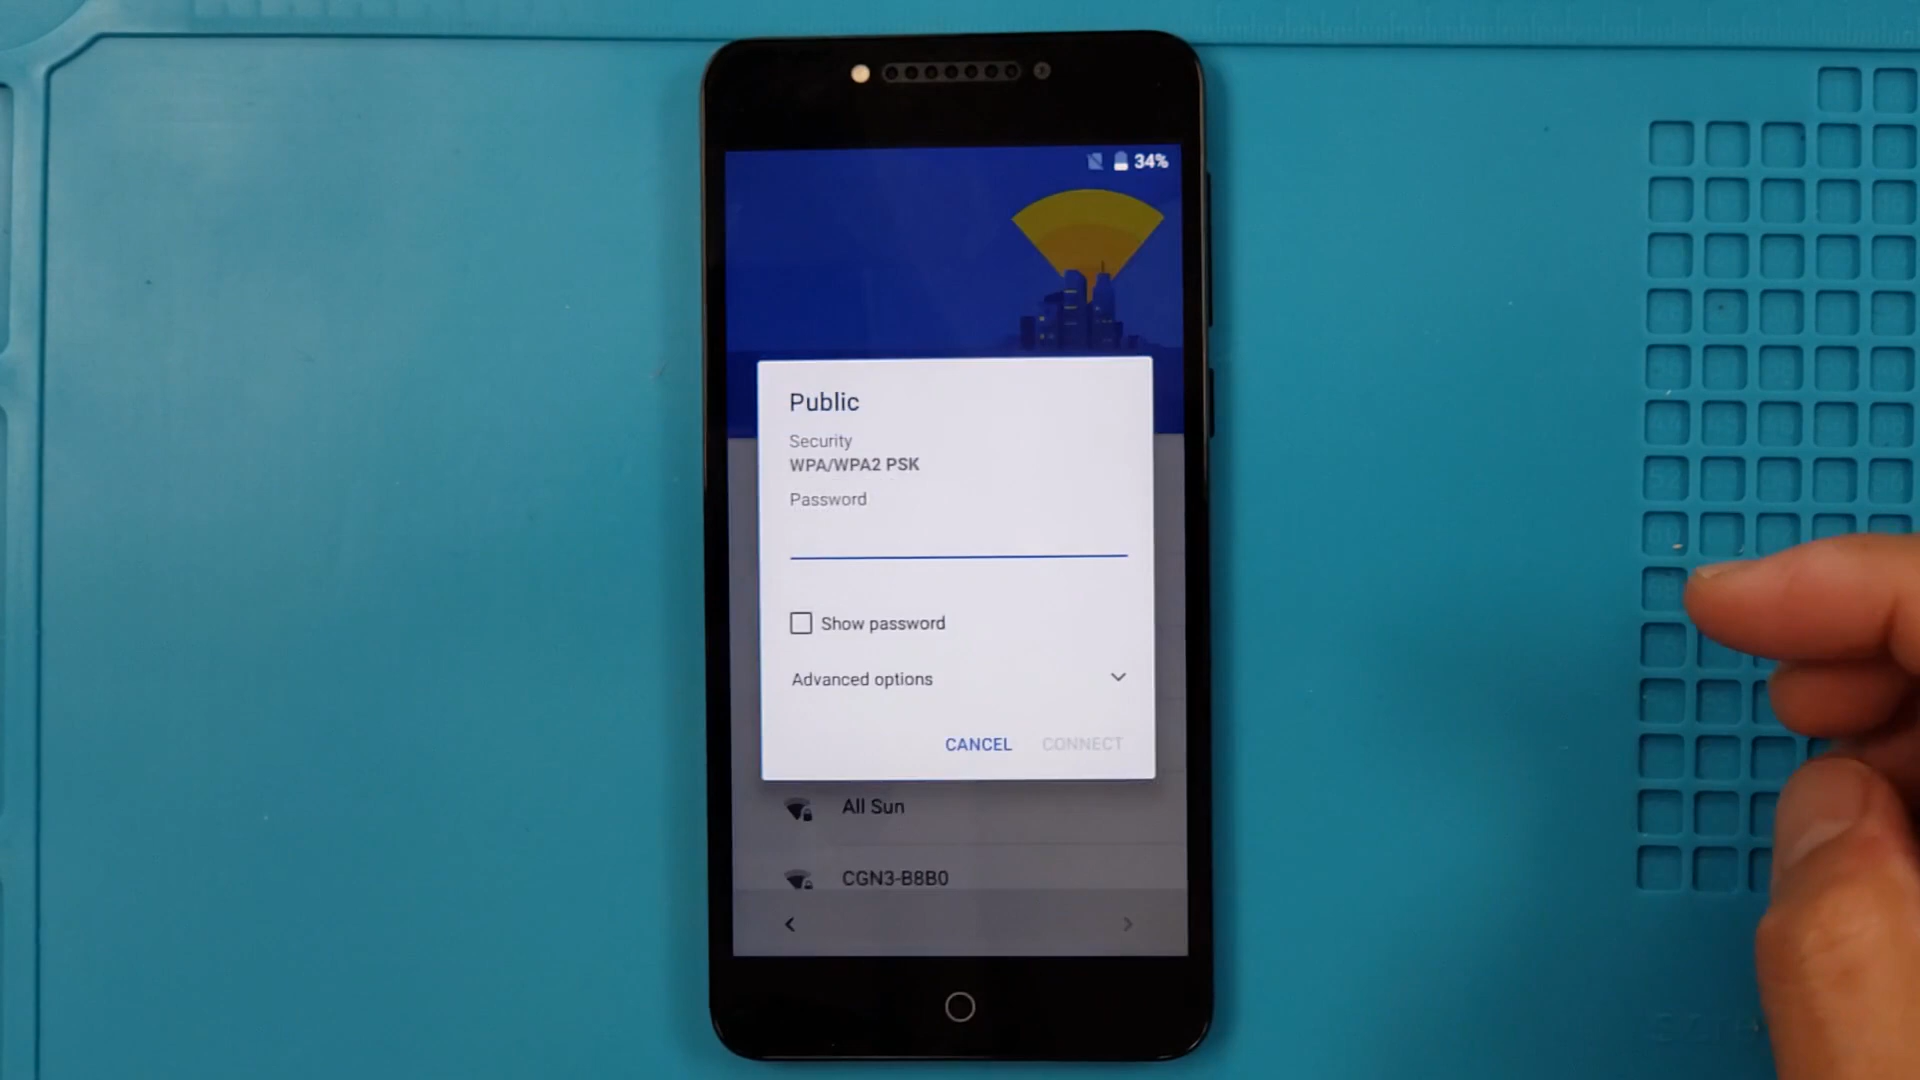 34%
Public
Security
WPA/WPA2 PSK
Password
Show password
Advanced options
CANCEL CONNECT
All Sun
CGN3-B8B0